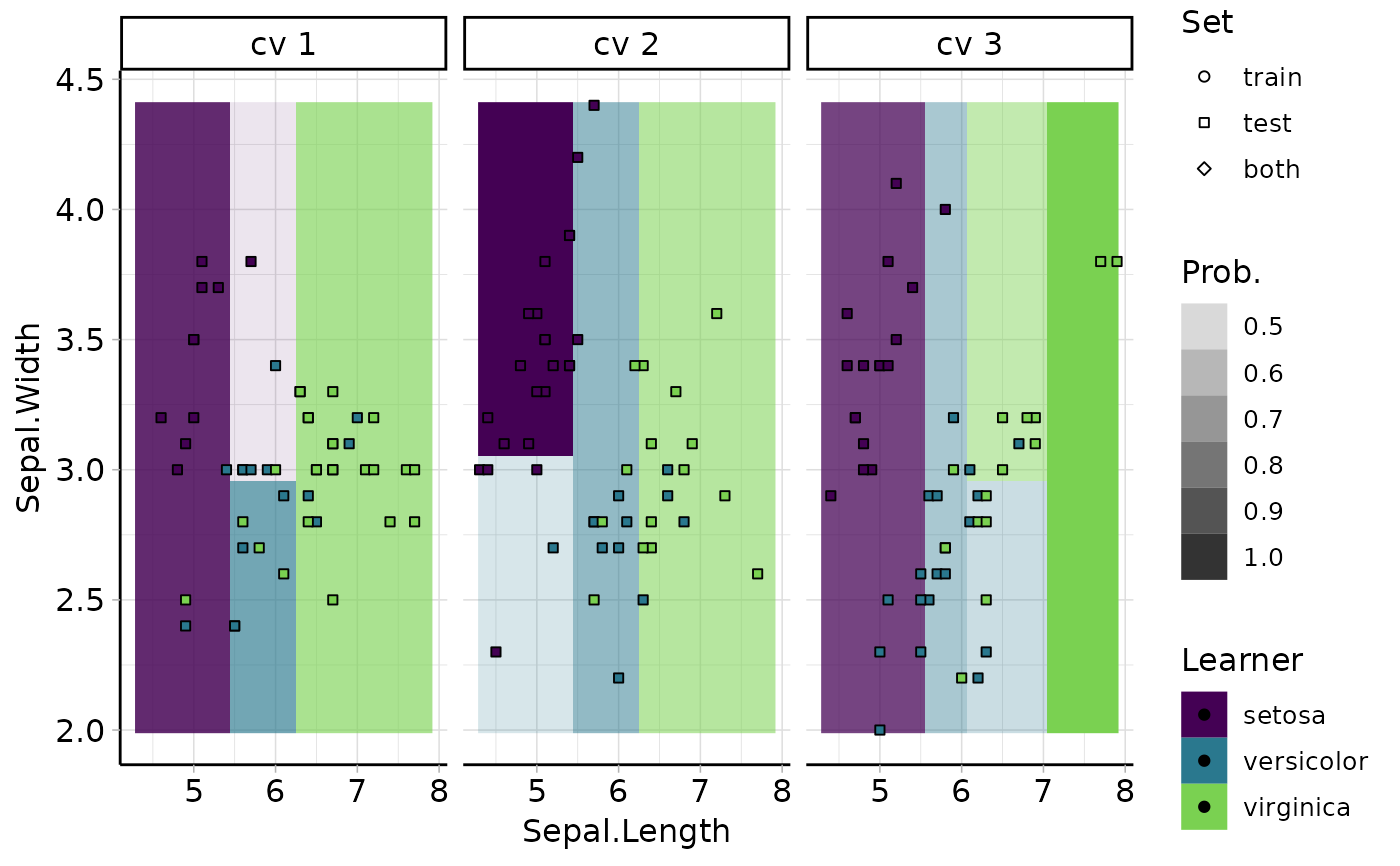 cv 1 cv 2 cv 3
4.5
4.0
3.5
3.0
2.5
2.0
Sepal.Width
5 6 7 8 5 6 7 8 5 6 7 8
Sepal.Length
Set
train
test
both
Prob.
0.5
0.6
0.7
0.8
0.9
1.0
Learner
setosa
versicolor
virginica